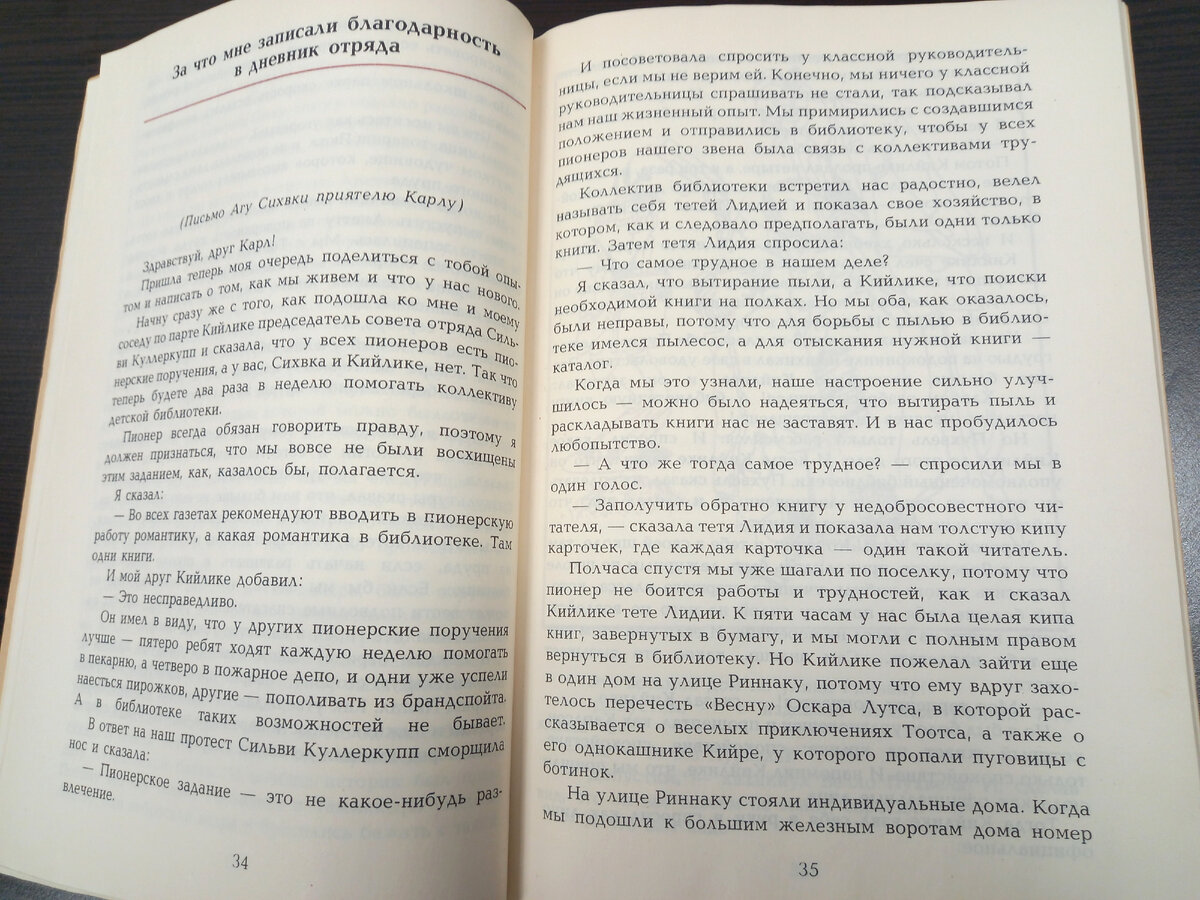 За что мне записали благодарность
в дневник отряда
(Письмо Агу Сихвки приятелю Карлу)
Здравствуй, друг Карл!
Пришла теперь моя очередь поделиться с тобой опы-
том и написать о том, как мы живем и что у нас нового.
Начну сразу же с того, как подошла ко мне и моему
соседу по парте Кийлике председатель совета отряда Силь-
ви Куллеркупп и сказала, что у всех пионеров есть пио-
нерские поручения, а у вас, Сихвка и Кийлике, нет. Так что
теперь будете два раза в неделю помогать коллективу
детской библиотеки.
Пионер всегда обязан говорить правду, поэтому я
должен признаться, что мы вовсе не были восхищены
этим заданием, как, казалось бы, полагается.
Я сказал:
— Во всех газетах рекомендуют вводить в пионерскую
работу романтику, а какая романтика в библиотеке. Там
одни книги.
И мой друг Кийлике добавил:
— Это несправедливо.
Он имел в виду, что у других пионерские поручения
лучше — пятеро ребят ходят каждую неделю помогать
в пекарню, а четверо в пожарное депо, и одни уже успели
наесться пирожков, другие — пополивать из брандспойта.
А в библиотеке таких возможностей не бывает.
В ответ на наш протест Сильви Куллеркупп сморщила
нос и сказала:
— Пионерское задание — это не какое-нибудь раз-
влечение.
34
И посоветовала спросить у классной руководитель-
ницы, если мы не верим ей. Конечно, мы ничего у классной
руководительницы спрашивать не стали, так подсказывал
нам наш жизненный опыт. Мы примирились с создавшимся
положением и отправились в библиотеку, чтобы у всех
пионеров нашего звена была связь с коллективами тру-
дящихся.
Коллектив библиотеки встретил нас радостно, велел
называть себя тетей Лидией и показал свое хозяйство, в
котором, как и следовало предполагать, были одни только
книги. Затем тетя Лидия спросила:
— Что самое трудное в нашем деле?
Я сказал, что вытирание пыли, а Кийлике, что поиски
необходимой книги на полках. Но мы оба, как оказалось,
были неправы, потому что для борьбы с пылью в библио-
теке имелся пылесос, а для отыскания нужной книги —
каталог.
Когда мы это узнали, наше настроение сильно улуч-
шилось — можно было надеяться, что вытирать пыль и
раскладывать книги нас не заставят. И в нас пробудилось
любопытство.
— А что же тогда самое трудное? — спросили мы в
один голос.
— Заполучить обратно книгу у недобросовестного чи-
тателя, — сказала тетя Лидия и показала нам толстую кипу
карточек, где каждая карточка — один такой читатель.
Полчаса спустя мы уже шагали по поселку, потому что
пионер не боится работы и трудностей, как и сказал
Кийлике тете Лидии. К пяти часам у нас была целая кипа
книг, завернутых в бумагу, и мы могли с полным правом
вернуться в библиотеку. Но Кийлике пожелал зайти еще
в один дом на улице Риннаку, потому что ему вдруг захо-
телось перечесть «Весну» Оскара Лутса, в которой рас-
сказывается о веселых приключениях Тоотса, а также о
его однокашнике Кийре, у которого пропали пуговицы с
ботинок.
На улице Риннаку стояли индивидуальные дома. Когда
мы подошли к большим железным воротам дома номер
35